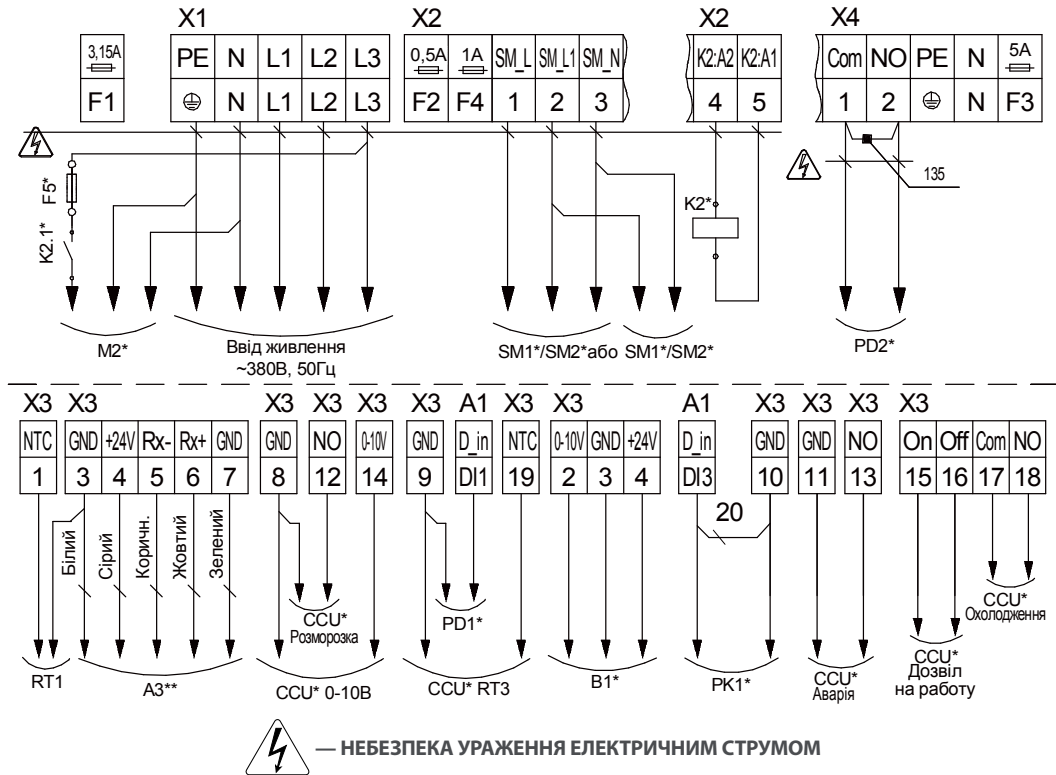 X1 X2 X2 X4
3,15A PE N L1 L2 L3 0,5A 1A SM_L SM_L1 SM_N K2:A2 K2:A1 Com NO PE N 5A
F1 N L1 L2 L3 F2 F4 1 2 3 4 5 1 2 N F3
135
F5*
K2.1*
K2*
M2*
Ввід живлення
~380В, 50Гц
SM1*/SM2*або SM1*/SM2*
PD2*
X3 X3 X3 X3 X3 X3 A1 X3 X3 A1 X3 X3 X3 X3
NTC GND +24V Rx- Rx+ GND GND NO 0-10V GND D_in NTC 0-10V GND +24V D_in GND GND NO On Off Com NO
1 3 4 5 6 7 8 12 14 9 DI1 19 2 3 4 DI3 10 11 13 15 16 17 18
20
Білий
Сірий
Коричн.
Жовтий
Зелений
CCU*
Розморозка
PD1*
CCU*
Охолодження
RT1
A3**
CCU* 0-10В
CCU* RT3
B1*
PK1*
CCU*
Аварія
CCU*
Дозвіл
на работу
— НЕБЕЗПЕКА УРАЖЕННЯ ЕЛЕКТРИЧНИМ СТРУМОМ